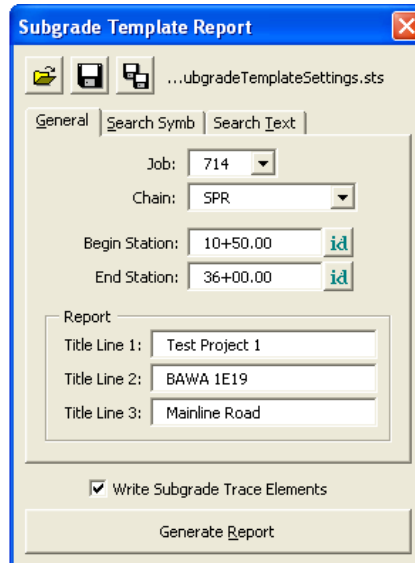 Subgrade Template Report
...ubgradeTemplateSettings.sts
General Search Symb Search Text
Job: 714
Chain: SPR
Begin Station: 10+50.00 id
End Station: 36+00.00 id
Report
Title Line 1: Test Project 1
Title Line 2: BAWA 1E19
Title Line 3: Mainline Road
Write Subgrade Trace Elements
Generate Report